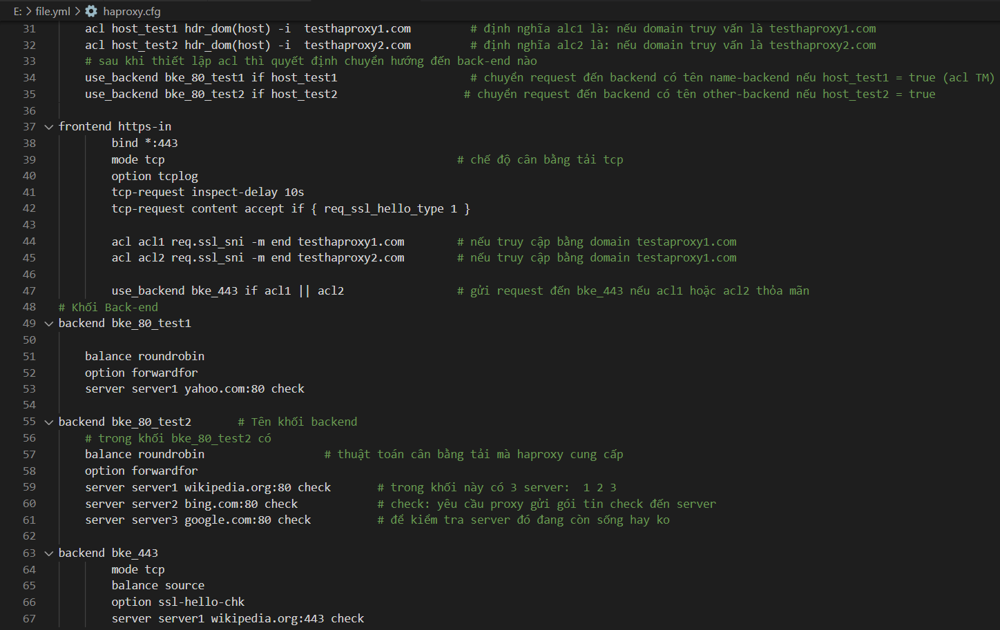 E: > file.yml > haproxy.cfg
31 acl host_test1 hdr_dom(host) -i  testhaproxy1.com # định nghĩa alc1 là: nếu domain truy vấn là testhaproxy1.com
32 acl host_test2 hdr_dom(host) -i  testhaproxy2.com # định nghĩa alc2 là: nếu domain truy vấn là testhaproxy2.com
33 # sau khi thiết lập acl thì quyết định chuyển hướng đến back-end nào
34 use_backend bke_80_test1 if host_test1 # chuyển request đến backend có tên name-backend nếu host_test1 = true (acl TM)
35 use_backend bke_80_test2 if host_test2 # chuyển request đến backend có tên other-backend nếu host_test2 = true
36
37 frontend https-in
38 bind *:443
39 mode tcp # chế độ cân bằng tải tcp
40 option tcplog
41 tcp-request inspect-delay 10s
42 tcp-request content accept if { req_ssl_hello_type 1 }
43
44 acl acl1 req.ssl_sni -m end testhaproxy1.com # nếu truy cập bằng domain testaproxy1.com
45 acl acl2 req.ssl_sni -m end testhaproxy2.com # nếu truy cập bằng domain testaproxy1.com
46
47 use_backend bke_443 if acl1 || acl2 # gửi request đến bke_443 nếu acl1 hoặc acl2 thỏa mãn
48 # Khối Back-end
49 backend bke_80_test1
50
51 balance roundrobin
52 option forwardfor
53 server server1 yahoo.com:80 check
54
55 backend bke_80_test2 # Tên khối backend
56 # trong khối bke_80_test2 có
57 balance roundrobin # thuật toán cân bằng tải mà haproxy cung cấp
58 option forwardfor
59 server server1 wikipedia.org:80 check # trong khối này có 3 server:  1 2 3
60 server server2 bing.com:80 check # check: yêu cầu proxy gửi gói tin check đến server
61 server server3 google.com:80 check # để kiểm tra server đó đang còn sống hay ko
62
63 backend bke_443
64 mode tcp
65 balance source
66 option ssl-hello-chk
67 server server1 wikipedia.org:443 check